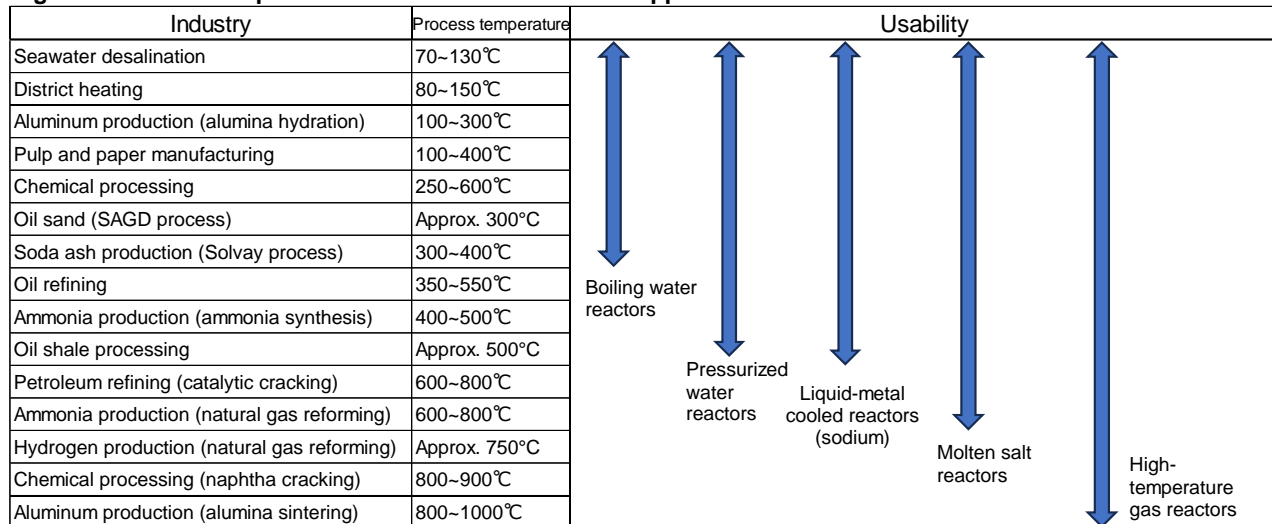 Industry Process temperature Usability
Seawater desalination 70~130℃
District heating 80~150℃
Aluminum production (alumina hydration) 100~300℃
Pulp and paper manufacturing 100~400℃
Chemical processing 250~600℃
Oil sand (SAGD process) Approx. 300°C
Soda ash production (Solvay process) 300~400℃
Oil refining 350~550℃
Ammonia production (ammonia synthesis) 400~500℃
Oil shale processing Approx. 500°C
Petroleum refining (catalytic cracking) 600~800℃
Ammonia production (natural gas reforming) 600~800℃
Hydrogen production (natural gas reforming) Approx. 750°C
Chemical processing (naphtha cracking) 800~900℃
Aluminum production (alumina sintering) 800~1000℃
Boiling water
reactors
Pressurized
water
reactors
Liquid-metal
cooled reactors
(sodium)
Molten salt
reactors
High-
temperature
gas reactors